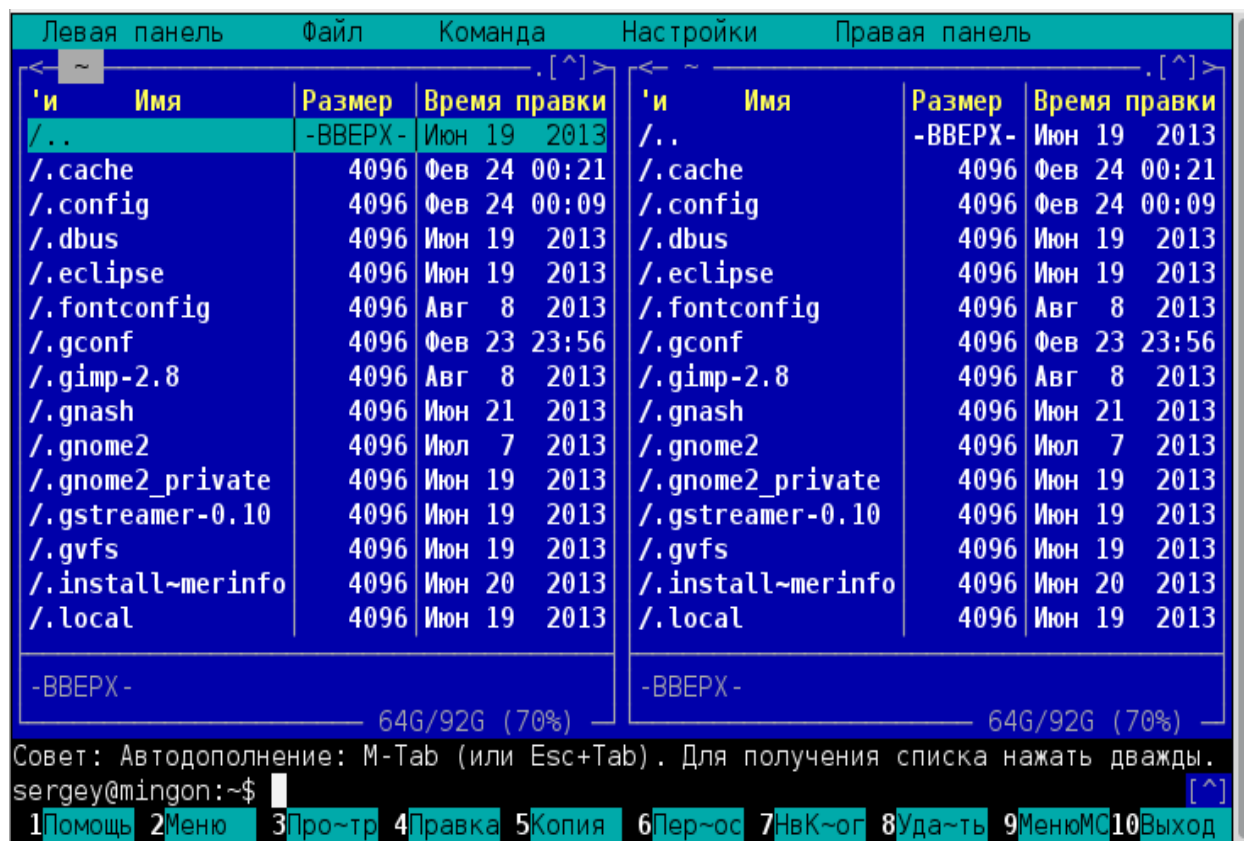 Левая панель Файл Команда Настройки Правая панель
<- ~ .[^]> <- ~ .[^]>
'и Имя Размер Время правки 'и Имя Размер Время правки
/.. -ВВЕРХ- Июн 19 2013 /.. -ВВЕРХ- Июн 19 2013
/.cache 4096 Фев 24 00:21 /.cache 4096 Фев 24 00:21
/.config 4096 Фев 24 00:09 /.config 4096 Фев 24 00:09
/.dbus 4096 Июн 19 2013 /.dbus 4096 Июн 19 2013
/.eclipse 4096 Июн 19 2013 /.eclipse 4096 Июн 19 2013
/.fontconfig 4096 Авг 8 2013 /.fontconfig 4096 Авг 8 2013
/.gconf 4096 Фев 23 23:56 /.gconf 4096 Фев 23 23:56
/.gimp-2.8 4096 Авг 8 2013 /.gimp-2.8 4096 Авг 8 2013
/.gnash 4096 Июн 21 2013 /.gnash 4096 Июн 21 2013
/.gnome2 4096 Июл 7 2013 /.gnome2 4096 Июл 7 2013
/.gnome2_private 4096 Июн 19 2013 /.gnome2_private 4096 Июн 19 2013
/.gstreamer-0.10 4096 Июн 19 2013 /.gstreamer-0.10 4096 Июн 19 2013
/.gvfs 4096 Июн 19 2013 /.gvfs 4096 Июн 19 2013
/.install~merinfo 4096 Июн 20 2013 /.install~merinfo 4096 Июн 20 2013
/.local 4096 Июн 19 2013 /.local 4096 Июн 19 2013
-ВВЕРХ- -ВВЕРХ-
64G/92G (70%) 64G/92G (70%)
Совет: Автодополнение: M-Tab (или Esc+Tab). Для получения списка нажать дважды.
sergey@mingon:~$ [^]
1Помощь 2Меню 3Про~тр 4Правка 5Копия 6Пер~ос 7НвК~ог 8Уда~ть 9МенюMC 10Выход